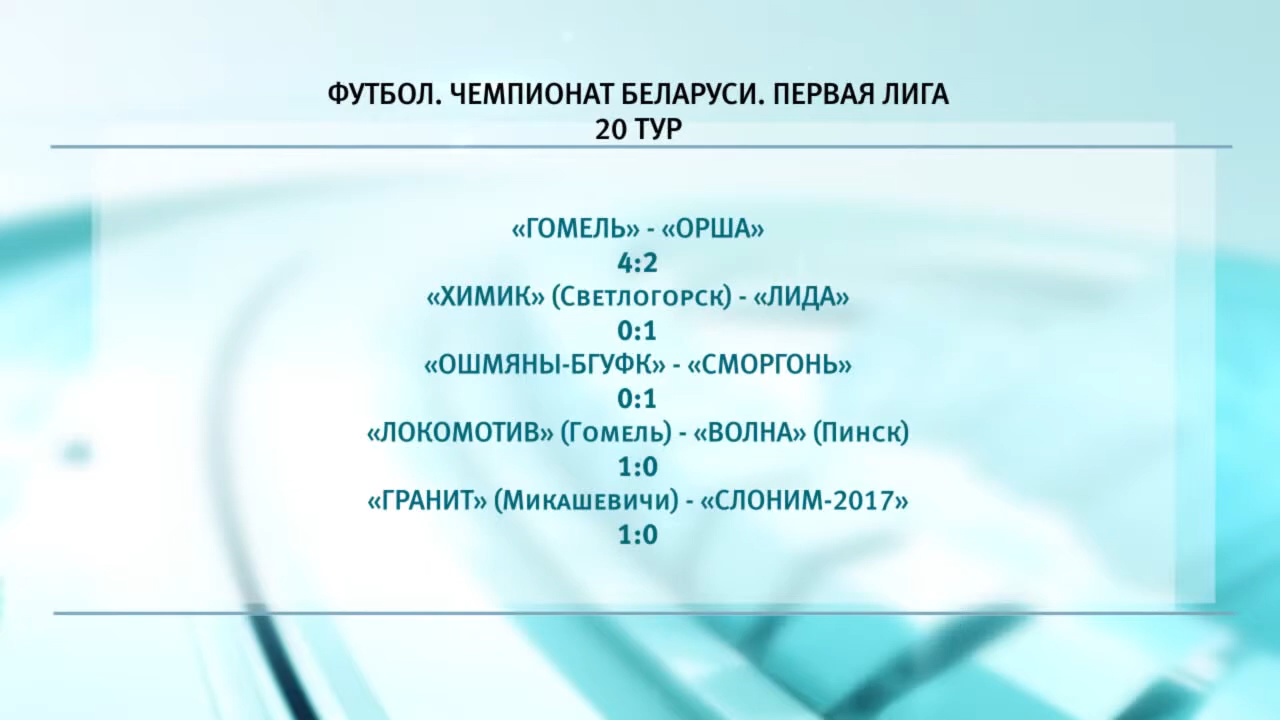 ФУТБОЛ. ЧЕМПИОНАТ БЕЛАРУСИ. ПЕРВАЯ ЛИГА
20 ТУР
«ГОМЕЛЬ» - «ОРША»
4:2
«ХИМИК» (Светлогорск) - «ЛИДА»
0:1
«ОШМЯНЫ-БГУФК» - «СМОРГОНЬ»
0:1
«ЛОКОМОТИВ» (Гомель) - «ВОЛНА» (Пинск)
1:0
«ГРАНИТ» (Микашевичи) - «СЛОНИМ-2017»
1:0